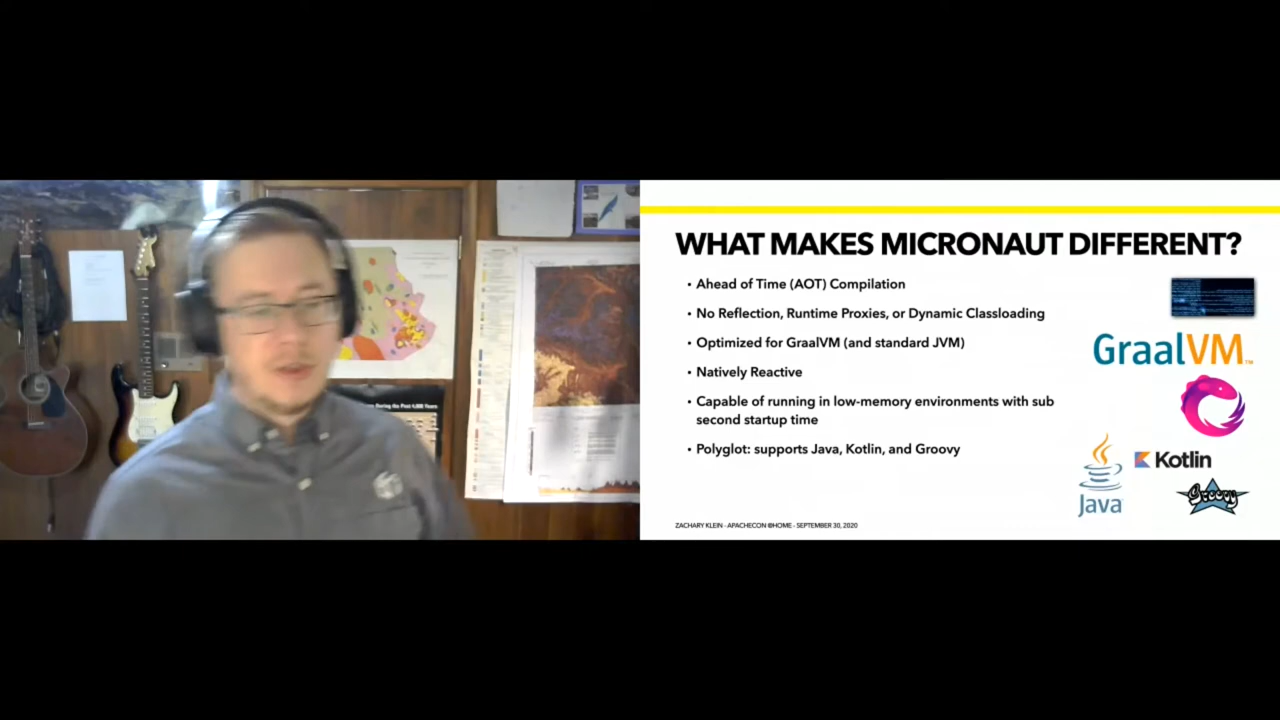 WHAT MAKES MICRONAUT DIFFERENT?
• Ahead of Time (AOT) Compilation
• No Reflection, Runtime Proxies, or Dynamic Classloading
• Optimized for GraalVM (and standard JVM)
• Natively Reactive
• Capable of running in low-memory environments with sub
second startup time
• Polyglot: supports Java, Kotlin, and Groovy
GraalVM™
Kotlin
Java
Groovy
ZACHARY KLEIN - APACHECON @HOME - SEPTEMBER 30, 2020